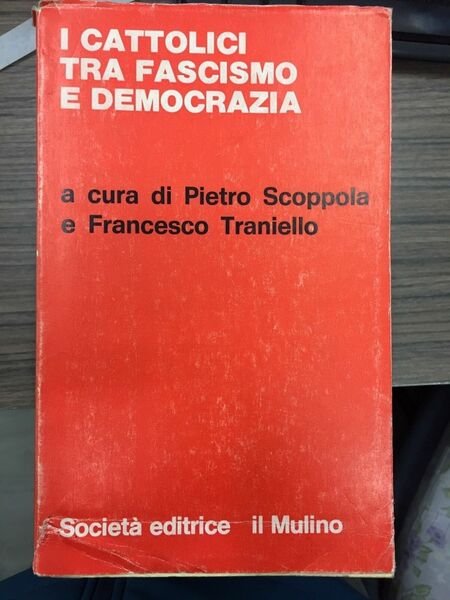 I CATTOLICI
TRA FASCISMO
E DEMOCRAZIA
a cura di Pietro Scoppola
e Francesco Traniello
Società editrice il Mulino